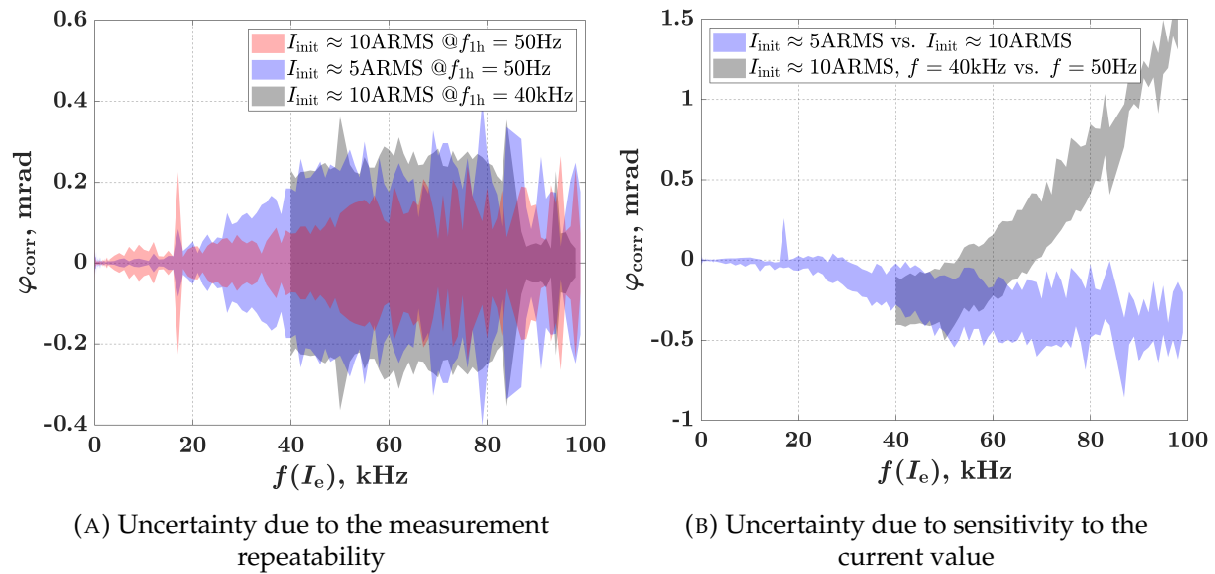 0.6
0.4
0.2
0
-0.2
-0.4
φcorr, mrad
Iinit ≈ 10ARMS @f1h = 50Hz
Iinit ≈ 5ARMS @f1h = 50Hz
Iinit ≈ 10ARMS @f1h = 40kHz
0 20 40 60 80 100
f(Ie), kHz
(A) Uncertainty due to the measurement
repeatability
1.5
1
0.5
0
-0.5
-1
φcorr, mrad
Iinit ≈ 5ARMS vs. Iinit ≈ 10ARMS
Iinit ≈ 10ARMS, f = 40kHz vs. f = 50Hz
0 20 40 60 80 100
f(Ie), kHz
(B) Uncertainty due to sensitivity to the
current value